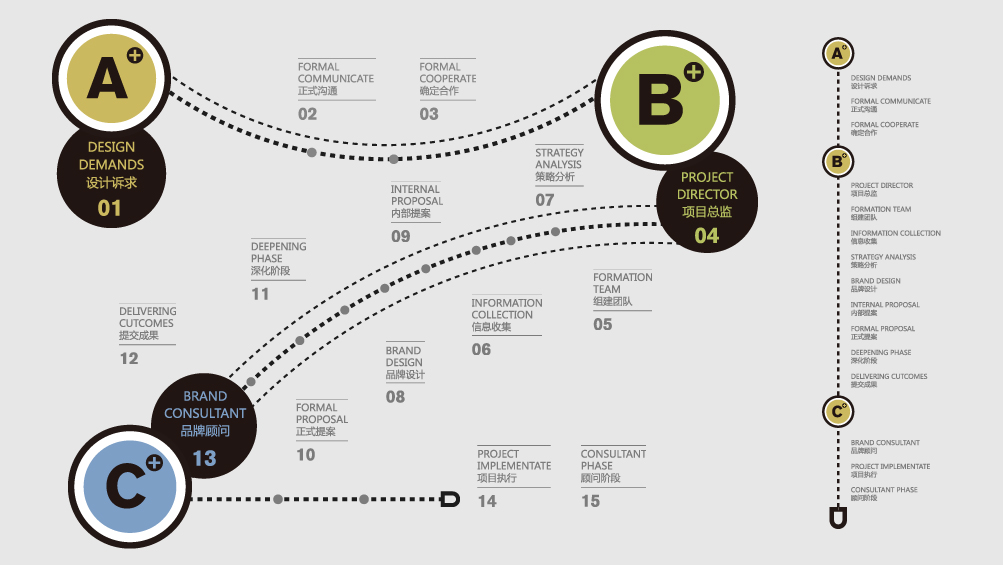 A+
DESIGN
DEMANDS
设计诉求
01
FORMAL
COMMUNICATE
正式沟通
02
FORMAL
COOPERATE
确定合作
03
B+
PROJECT
DIRECTOR
项目总监
04
FORMATION
TEAM
组建团队
05
INFORMATION
COLLECTION
信息收集
06
STRATEGY
ANALYSIS
策略分析
07
BRAND
DESIGN
品牌设计
08
INTERNAL
PROPOSAL
内部提案
09
FORMAL
PROPOSAL
正式提案
10
DEEPENING
PHASE
深化阶段
11
DELIVERING
CUTCOMES
提交成果
12
BRAND
CONSULTANT
品牌顾问
13
C+
PROJECT
IMPLEMENTATE
项目执行
14
CONSULTANT
PHASE
顾问阶段
15
D
A+
DESIGN DEMANDS
设计诉求
FORMAL COMMUNICATE
正式沟通
FORMAL COOPERATE
确定合作
B+
PROJECT DIRECTOR
项目总监
FORMATION TEAM
组建团队
INFORMATION COLLECTION
信息收集
STRATEGY ANALYSIS
策略分析
BRAND DESIGN
品牌设计
INTERNAL PROPOSAL
内部提案
FORMAL PROPOSAL
正式提案
DEEPENING PHASE
深化阶段
DELIVERING CUTCOMES
提交成果
C+
BRAND CONSULTANT
品牌顾问
PROJECT IMPLEMENTATE
项目执行
CONSULTANT PHASE
顾问阶段
D